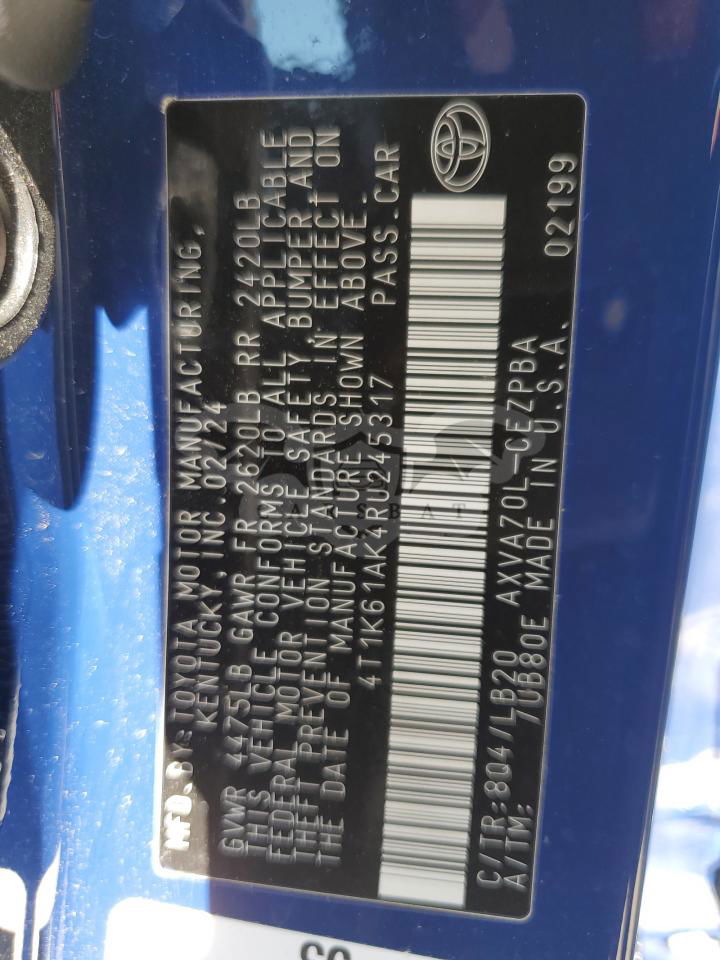 MFD.BY:TOYOTA MOTOR MANUFACTURING,
KENTUCKY, INC.02/24
GVWR 4475LB GAWR FR 2620LB RR 2420LB
THIS VEHICLE CONFORMS TO ALL APPLICABLE
FEDERAL MOTOR VEHICLE SAFETY, BUMPER,AND
THEFT PREVENTION STANDARDS IN EFFECT ON
THE DATE OF MANUFACTURE SHOWN ABOVE.
4T1K61AK4RU245317 PASS.CAR
C/TR:8Q4/LB20 AXVA70L-CEZPBA 02199
A/TM: 7UB80E MADE IN U.S.A.